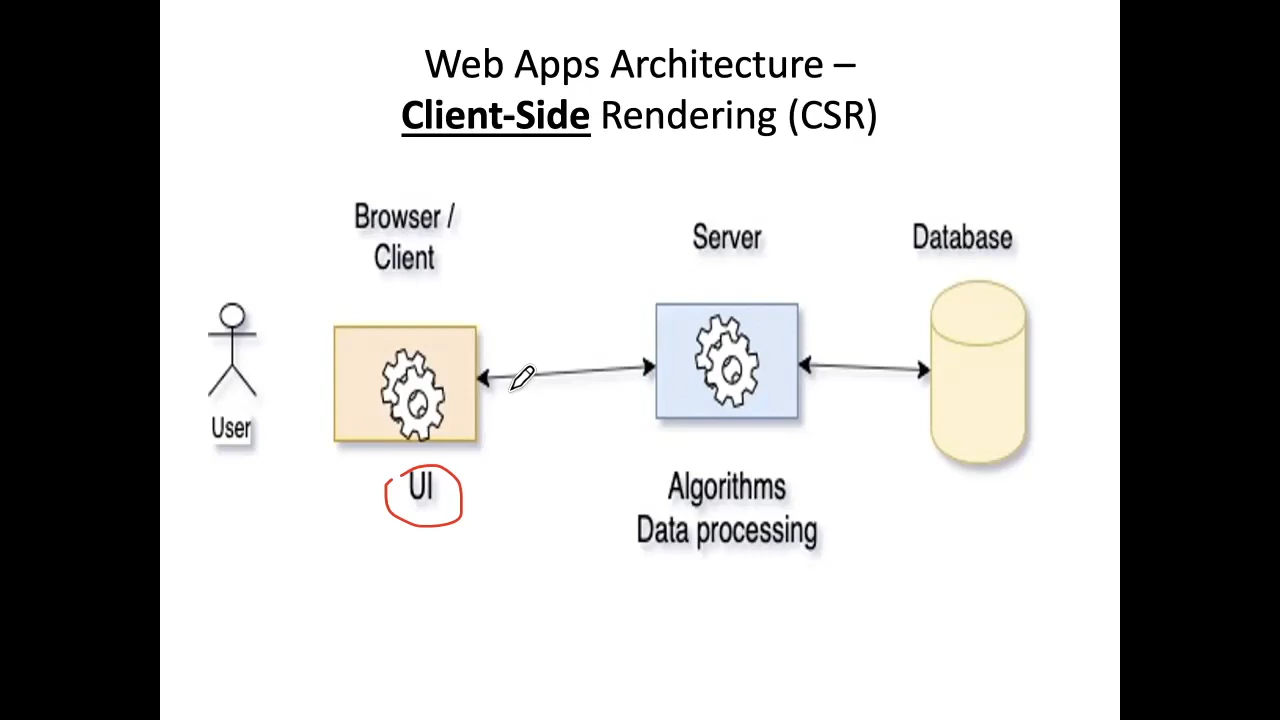 Web Apps Architecture –
Client-Side Rendering (CSR)
Browser /
Client
Server
Database
User
UI
Algorithms
Data processing